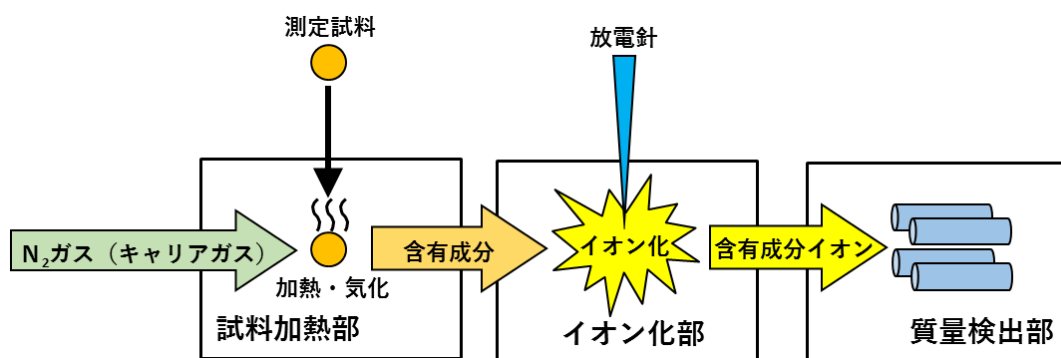 測定試料
放電針
N₂ガス（キャリアガス）
加熱・気化
試料加熱部
含有成分
イオン化
イオン化部
含有成分イオン
質量検出部